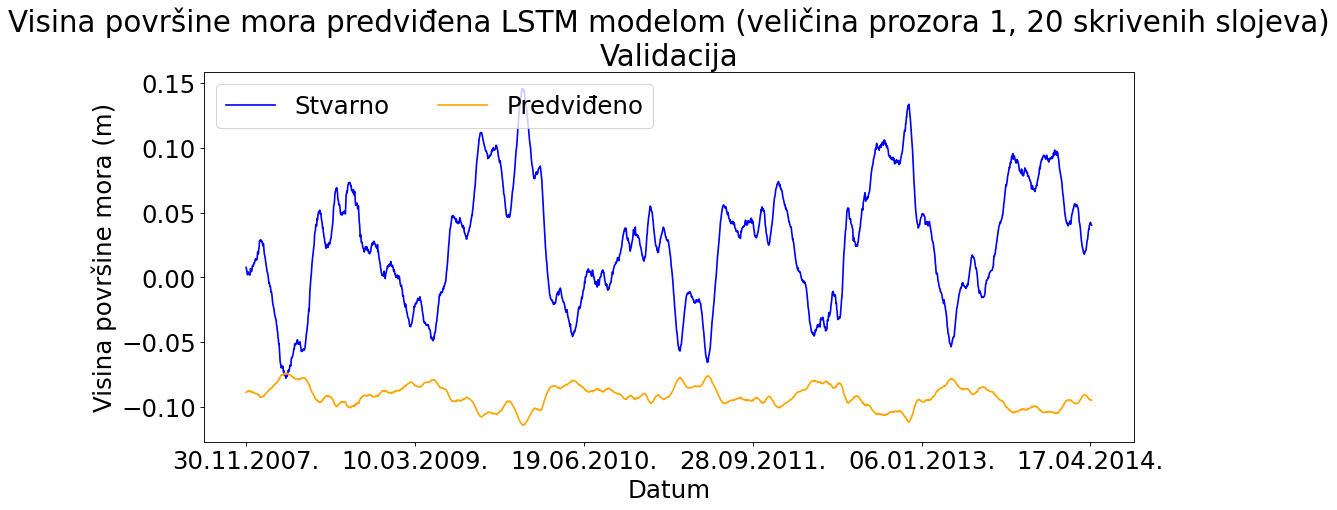 Visina površine mora predviđena LSTM modelom (veličina prozora 1, 20 skrivenih slojeva)
Validacija
Stvarno Predviđeno
Visina površine mora (m)
0.15
0.10
0.05
0.00
−0.05
−0.10
30.11.2007. 10.03.2009. 19.06.2010. 28.09.2011. 06.01.2013. 17.04.2014.
Datum